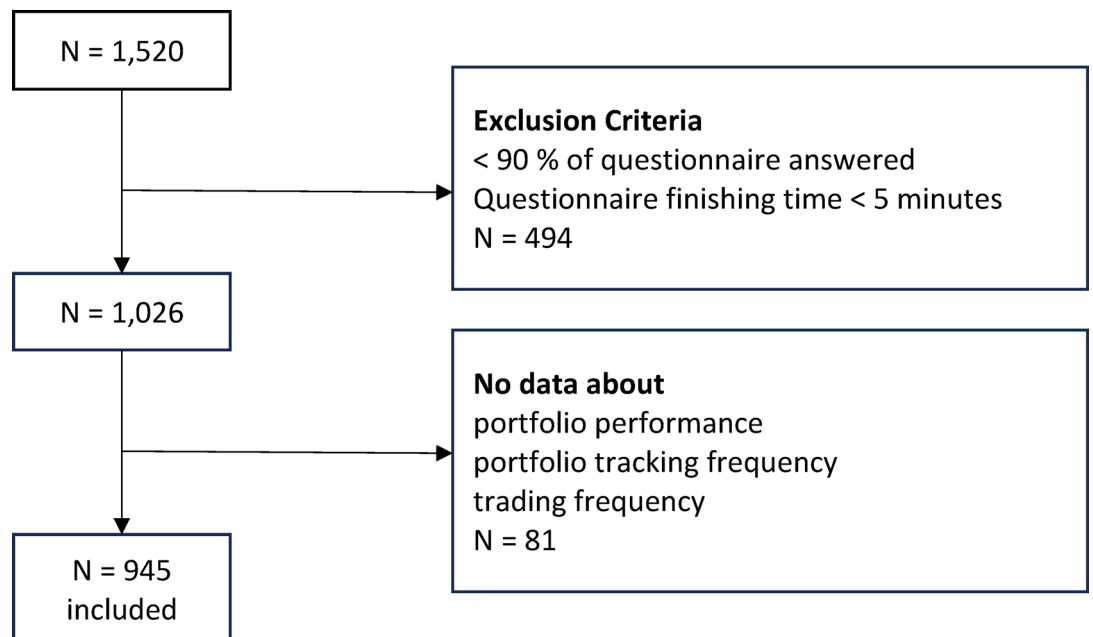 N = 1,520
Exclusion Criteria
< 90 % of questionnaire answered
Questionnaire finishing time < 5 minutes
N = 494
N = 1,026
No data about
portfolio performance
portfolio tracking frequency
trading frequency
N = 81
N = 945
included